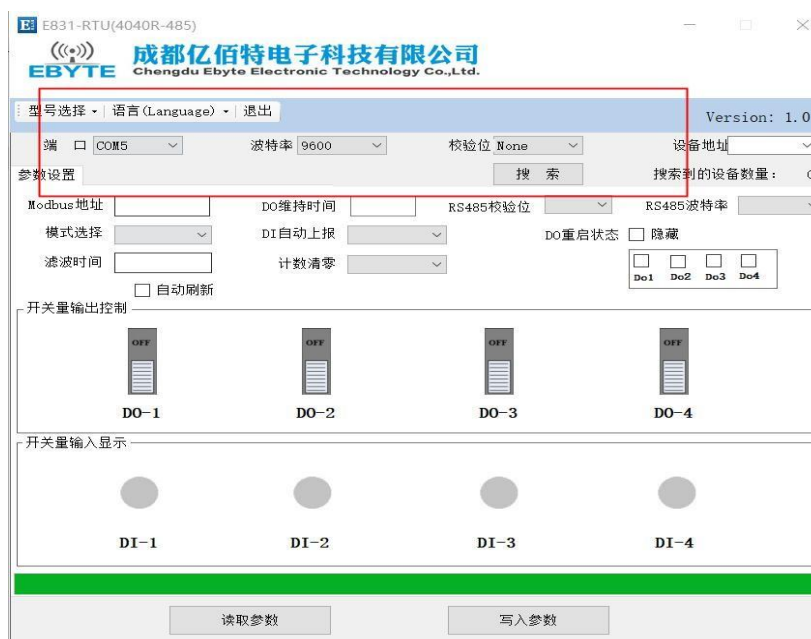 E831-RTU(4040R-485)
EBYTE 成都亿佰特电子科技有限公司
Chengdu Ebyte Electronic Technology Co.,Ltd.
型号选择 语言(Language) 退出
Version: 1.0
端 口 COM5 波特率 9600 校验位 None 设备地址
参数设置 搜 索 搜索到的设备数量:
Modbus地址 DO维持时间 RS485校验位 RS485波特率
模式选择 DI自动上报 DO重启状态 隐藏
滤波时间 计数清零
Do1 Do2 Do3 Do4
自动刷新
开关量输出控制
OFF OFF OFF OFF
DO-1 DO-2 DO-3 DO-4
开关量输入显示
DI-1 DI-2 DI-3 DI-4
读取参数 写入参数